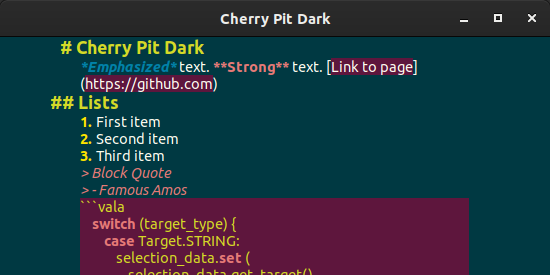 Cherry Pit Dark
# Cherry Pit Dark
*Emphasized* text. **Strong** text. [Link to page]
(https://github.com)
## Lists
1. First item
2. Second item
3. Third item
> Block Quote
> - Famous Amos
```vala
switch (target_type) {
case Target.STRING:
selection_data.set (
selection_data.get_target()